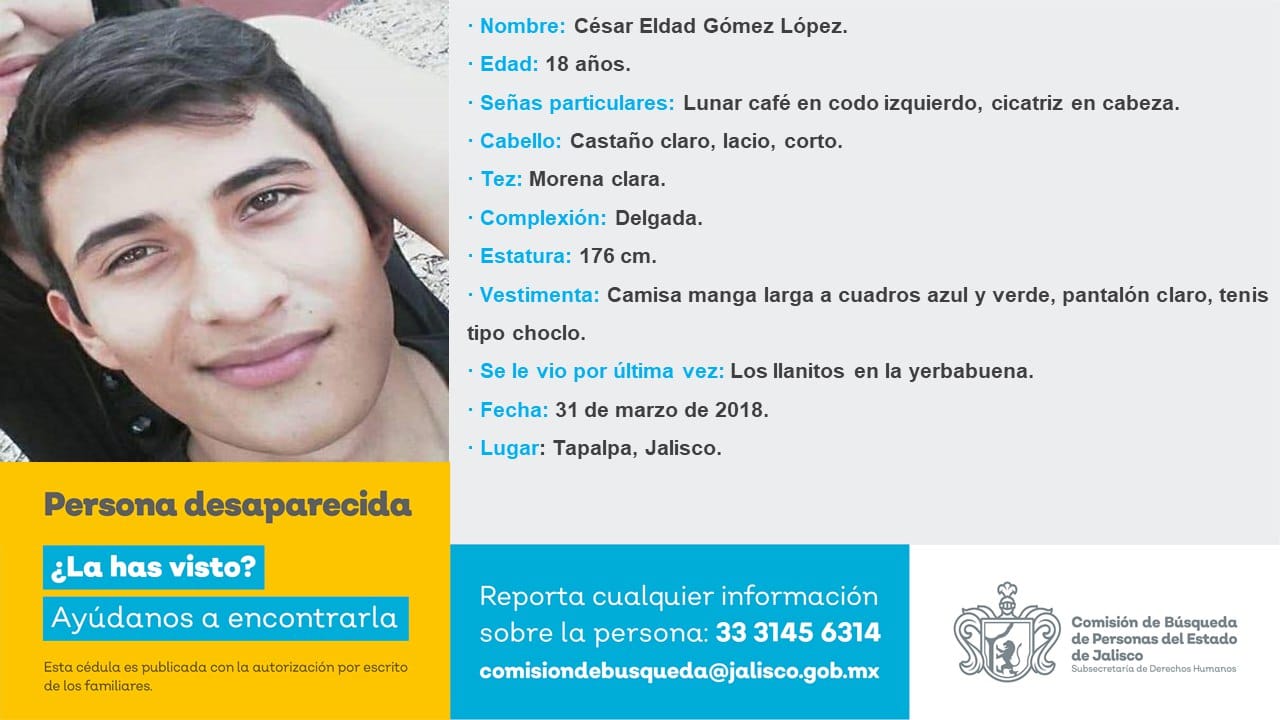 · Nombre: César Eldad Gómez López.
· Edad: 18 años.
· Señas particulares: Lunar café en codo izquierdo, cicatriz en cabeza.
· Cabello: Castaño claro, lacio, corto.
· Tez: Morena clara.
· Complexión: Delgada.
· Estatura: 176 cm.
· Vestimenta: Camisa manga larga a cuadros azul y verde, pantalón claro, tenis
tipo choclo.
· Se le vio por última vez: Los llanitos en la yerbabuena.
· Fecha: 31 de marzo de 2018.
· Lugar: Tapalpa, Jalisco.
Persona desaparecida
¿La has visto?
Ayúdanos a encontrarla
Esta cédula es publicada con la autorización por escrito
de los familiares.
Reporta cualquier información
sobre la persona: 33 3145 6314
comisiondebusqueda@jalisco.gob.mx
Comisión de Búsqueda
de Personas del Estado
de Jalisco
Subsecretaría de Derechos Humanos